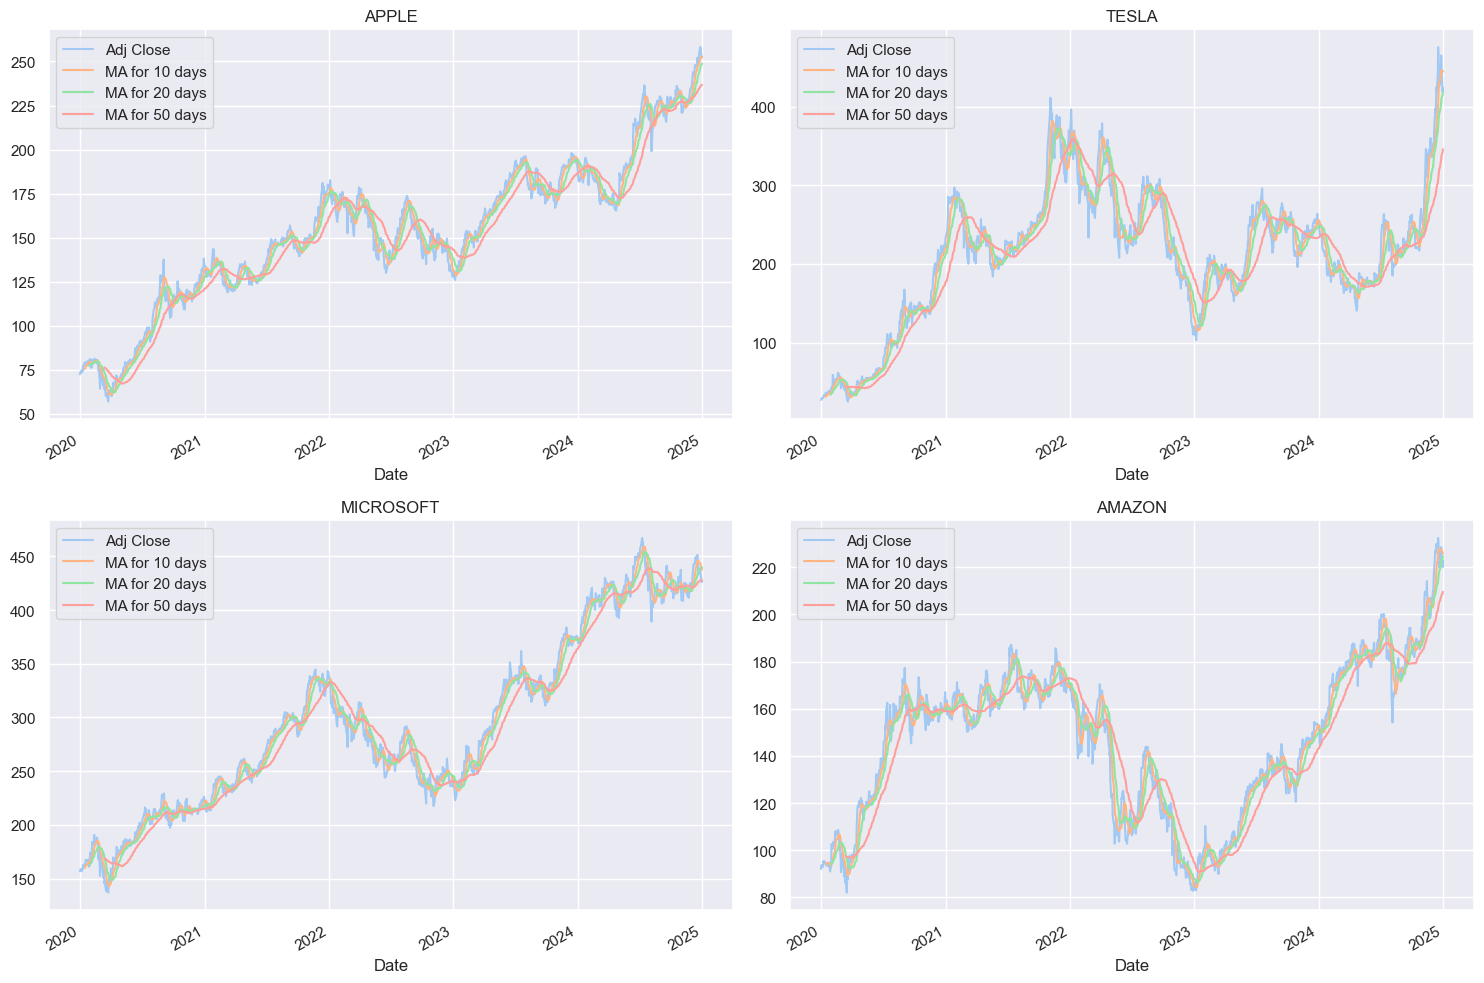 APPLE
Adj Close
MA for 10 days
MA for 20 days
MA for 50 days
250
225
200
175
150
125
100
75
50
2020
2021
2022
2023
2024
2025
Date
TESLA
Adj Close
MA for 10 days
MA for 20 days
MA for 50 days
400
300
200
100
2020
2021
2022
2023
2024
2025
Date
MICROSOFT
Adj Close
MA for 10 days
MA for 20 days
MA for 50 days
450
400
350
300
250
200
150
2020
2021
2022
2023
2024
2025
Date
AMAZON
Adj Close
MA for 10 days
MA for 20 days
MA for 50 days
220
200
180
160
140
120
100
80
2020
2021
2022
2023
2024
2025
Date